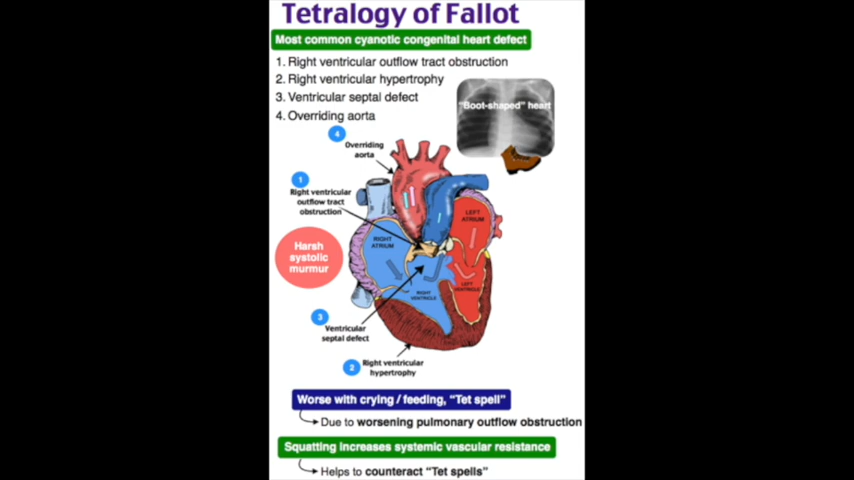 Tetralogy of Fallot
Most common cyanotic congenital heart defect
1. Right ventricular outflow tract obstruction
2. Right ventricular hypertrophy
3. Ventricular septal defect
4. Overriding aorta
"Boot-shaped" heart
4
Overriding
aorta
1
Right ventricular
outflow tract
obstruction
LEFT
ATRIUM
RIGHT
ATRIUM
Harsh
systolic
murmur
LEFT
VENTRICLE
RIGHT
VENTRICLE
3
Ventricular
septal defect
2
Right ventricular
hypertrophy
Worse with crying / feeding, "Tet spell"
Due to worsening pulmonary outflow obstruction
Squatting increases systemic vascular resistance
Helps to counteract "Tet spells"